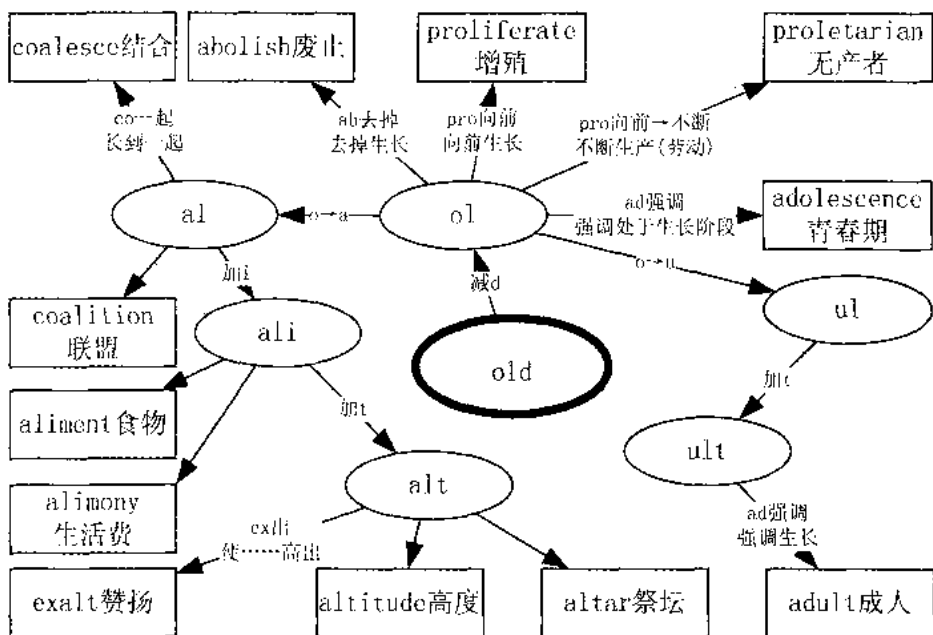 coalesce结合
abolish废止
proliferate
增殖
proletarian
无产者
co一起
长到一起
ab去掉
去掉生长
pro向前
向前生长
pro向前→不断
不断生产(劳动)
al
o→a
ol
ad强调
强调处于生长阶段
adolescence
青春期
加i
减d
o→u
coalition
联盟
ali
old
ul
aliment食物
加t
加t
alimony
生活费
alt
ult
ex出
使……高出
ad强调
强调生长
exalt赞扬
altitude高度
altar祭坛
adult成人